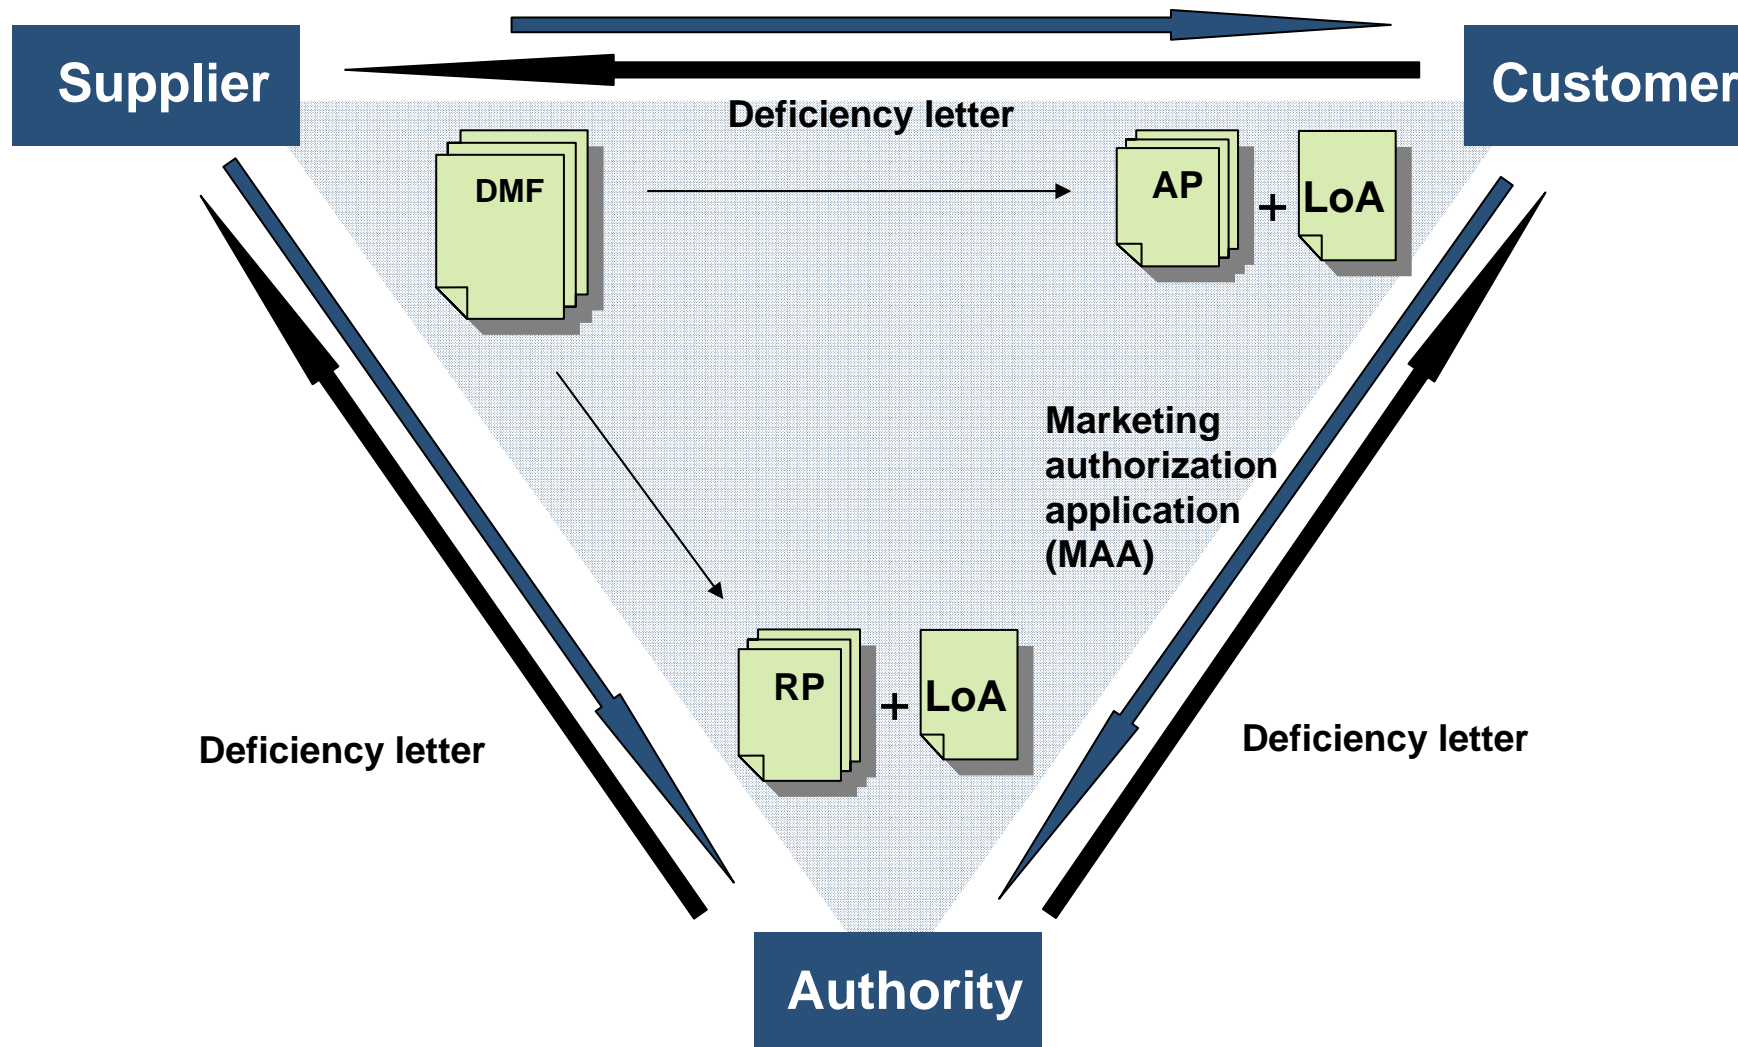 Supplier
Customer
Deficiency letter
DMF
AP
+
LoA
Marketing
authorization
application
(MAA)
RP
+
LoA
Deficiency letter
Deficiency letter
Authority